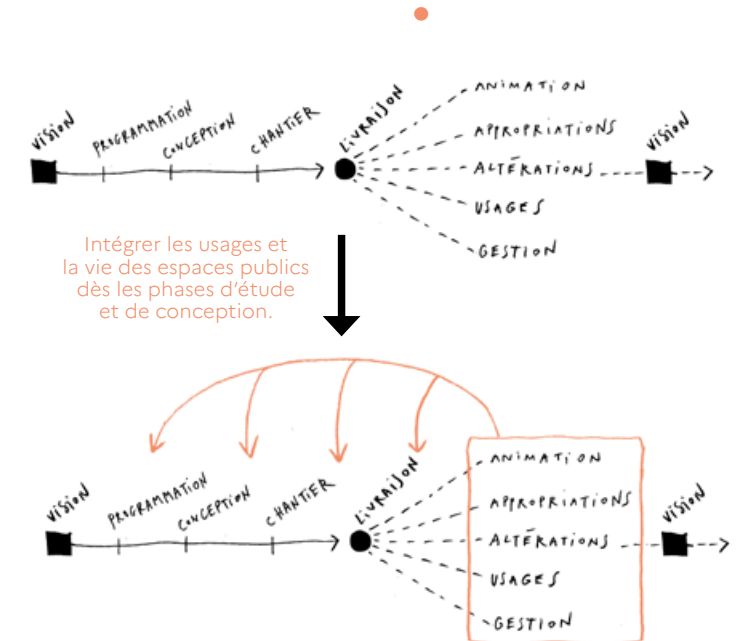 VISION
PROGRAMMATION
CONCEPTION
CHANTIER
LIVRAISON
ANIMATION
APPROPRIATIONS
ALTÉRATIONS
USAGES
GESTION
VISION
Intégrer les usages et
la vie des espaces publics
dès les phases d'étude
et de conception.
VISION
PROGRAMMATION
CONCEPTION
CHANTIER
LIVRAISON
ANIMATION
APPROPRIATIONS
ALTÉRATIONS
USAGES
GESTION
VISION